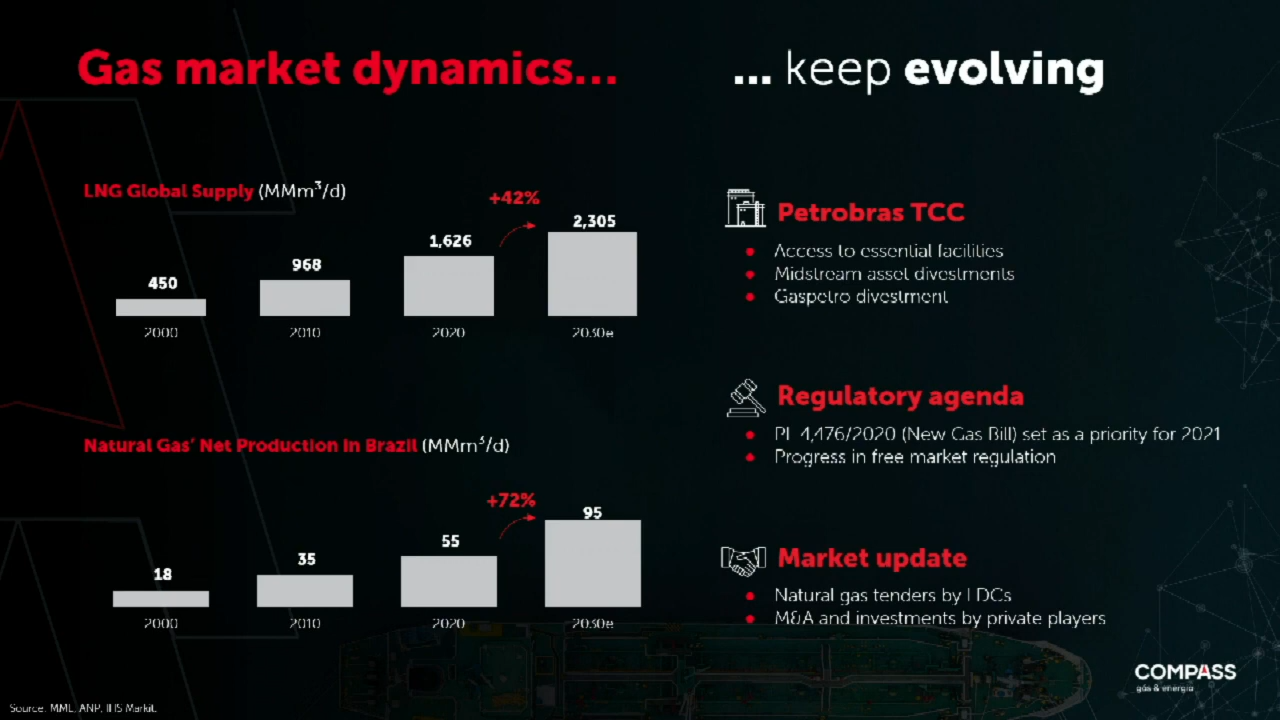 Gas market dynamics...
... keep evolving
LNG Global Supply (MMm³/d)
+42%
450
968
1,626
2,305
2000
2010
2020
2030e
Natural Gas' Net Production in Brazil (MMm³/d)
+72%
18
35
55
95
2000
2010
2020
2030e
Petrobras TCC
• Access to essential facilities
• Midstream asset divestments
• Gaspetro divestment
Regulatory agenda
• PL 4,476/2020 (New Gas Bill) set as a priority for 2021
• Progress in free market regulation
Market update
• Natural gas tenders by LDCs
• M&A and investments by private players
COMPASS
gás & energia
Source: MME, ANP, IHS Markit.